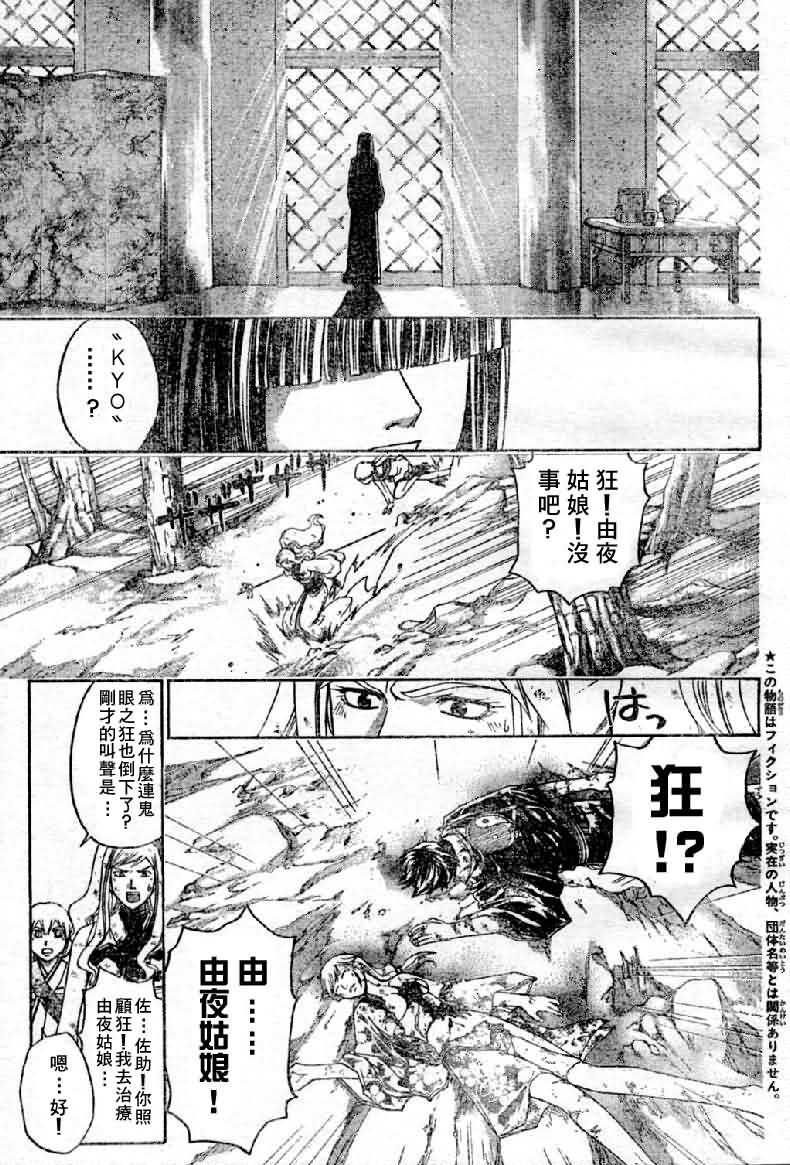 〝KYO〞
……?
狂!由夜
姑娘!沒
事吧?
はっ
狂!?
由……
由夜姑娘!
爲…爲什麼連鬼
眼之狂也倒下了?
剛才的叫聲是…
佐…佐助!你照
顧狂!我去治療
由夜姑娘…
嗯…好!
★この物語はフィクションです。実在の人物、団体名等とは関係ありません。